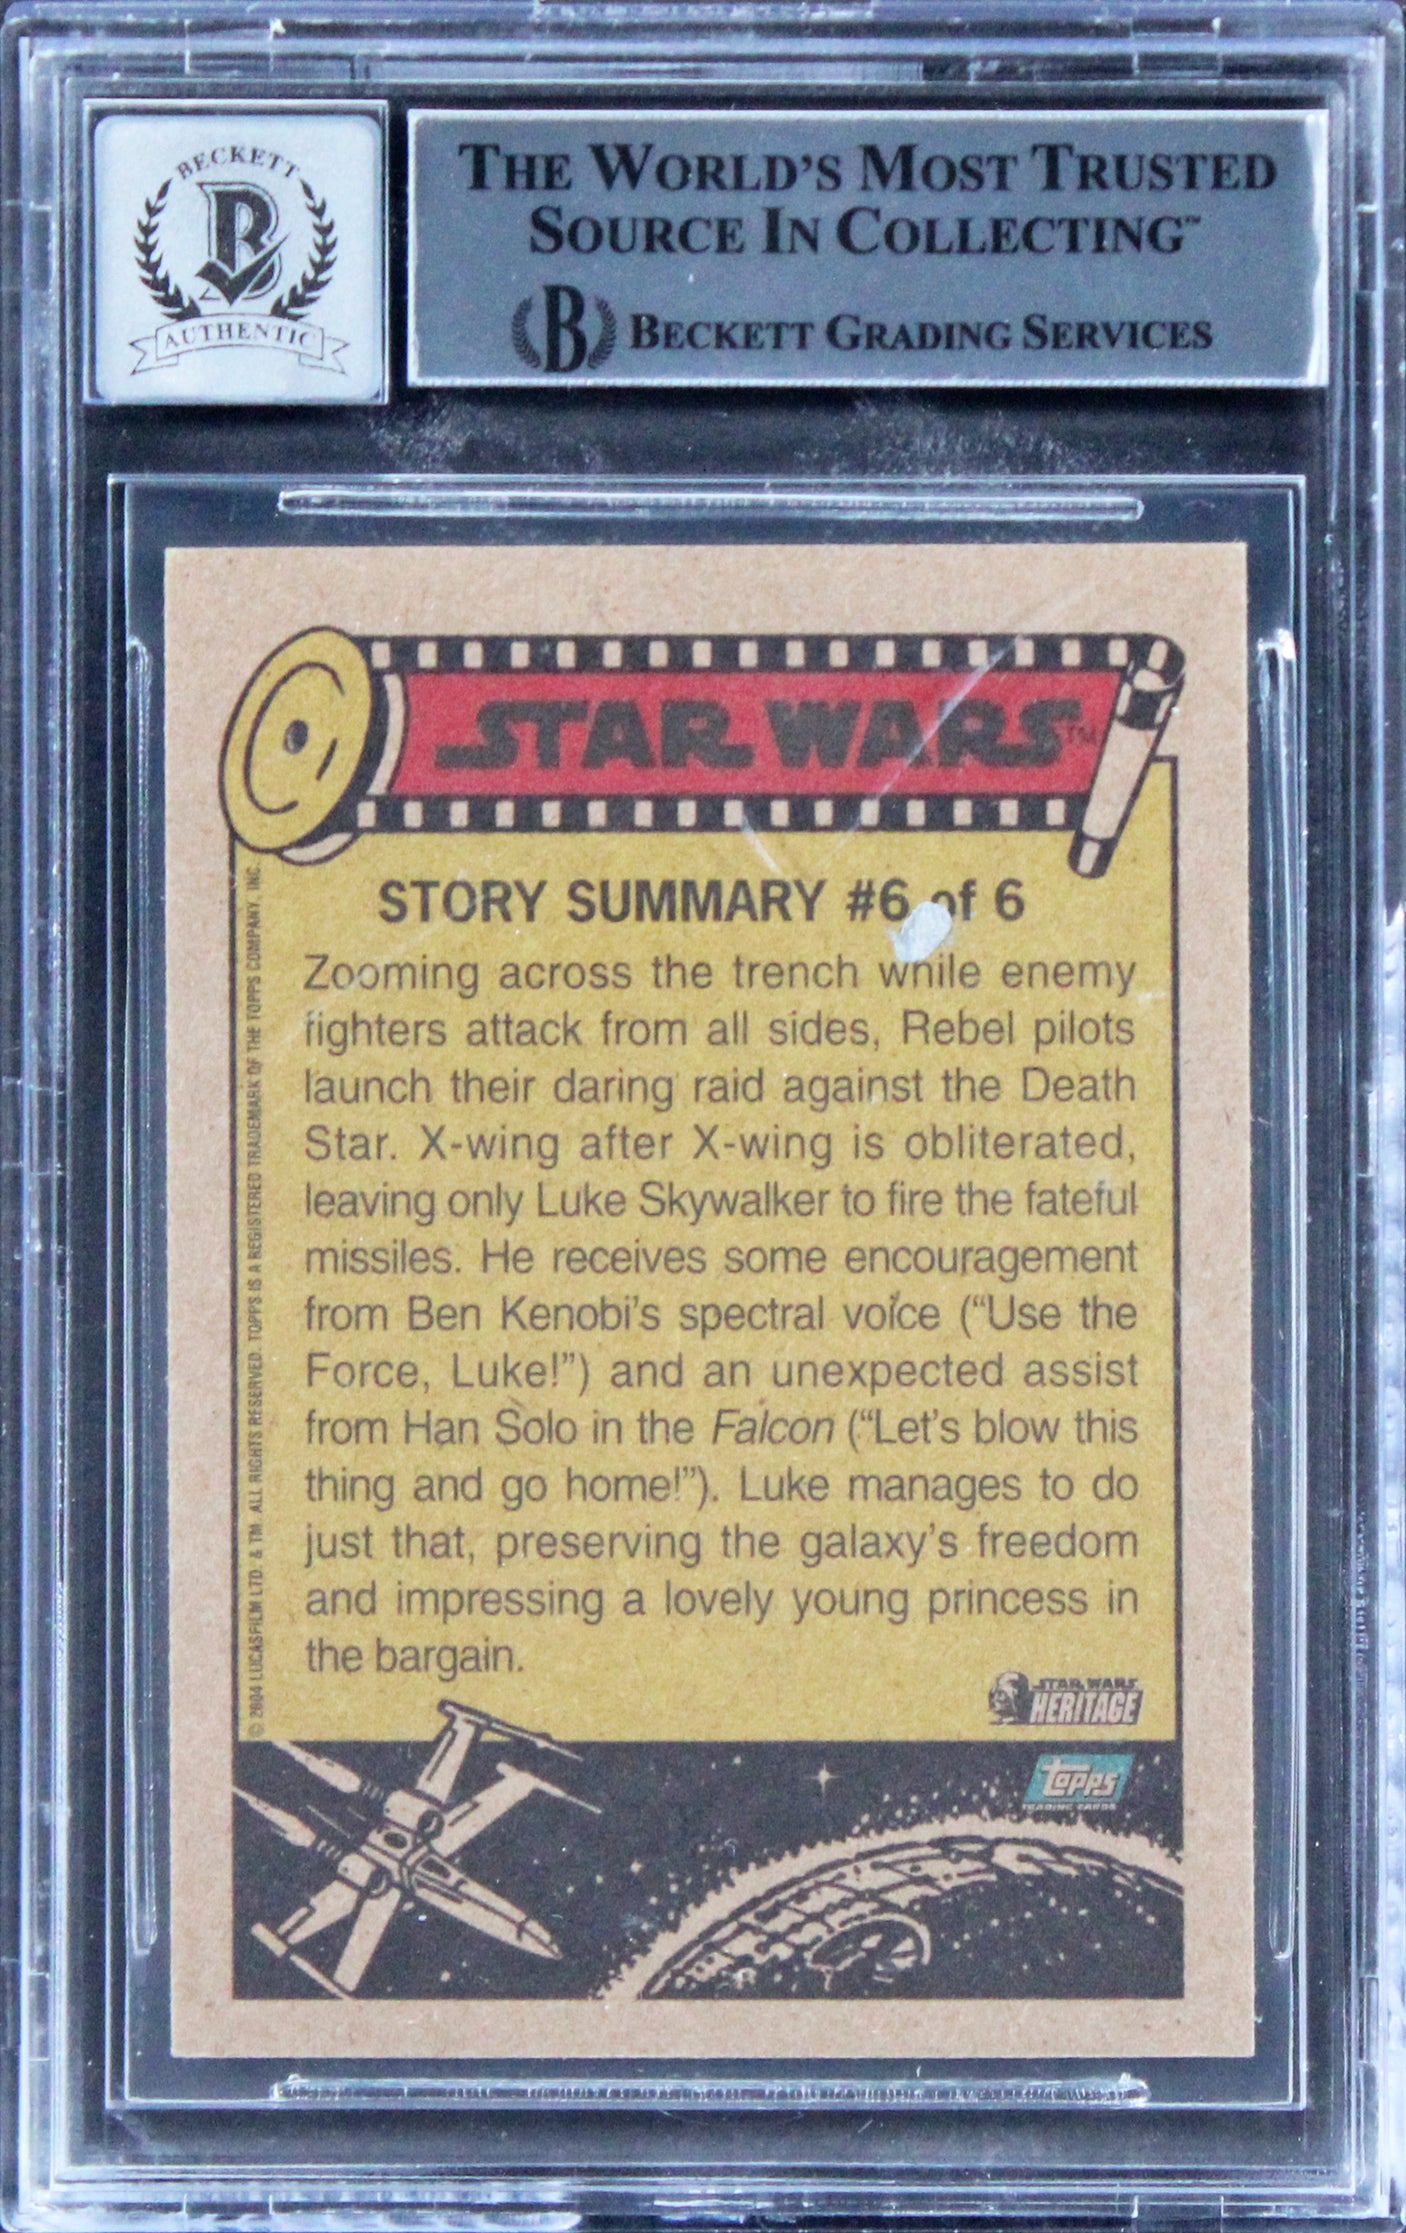 BECKETT
B
AUTHENTIC
THE WORLD'S MOST TRUSTED
SOURCE IN COLLECTING™
B BECKETT GRADING SERVICES
STAR WARS™
STORY SUMMARY #6 of 6
Zooming across the trench while enemy
fighters attack from all sides, Rebel pilots
launch their daring raid against the Death
Star. X-wing after X-wing is obliterated,
leaving only Luke Skywalker to fire the fateful
missiles. He receives some encouragement
from Ben Kenobi's spectral voice (“Use the
Force, Luke!”) and an unexpected assist
from Han Solo in the Falcon (“Let's blow this
thing and go home!”). Luke manages to do
just that, preserving the galaxy's freedom
and impressing a lovely young princess in
the bargain.
© 2004 LUCASFILM LTD. & TM. ALL RIGHTS RESERVED. TOPPS IS A REGISTERED TRADEMARK OF THE TOPPS COMPANY, INC.
STAR WARS
HERITAGE
topps
TRADING CARDS